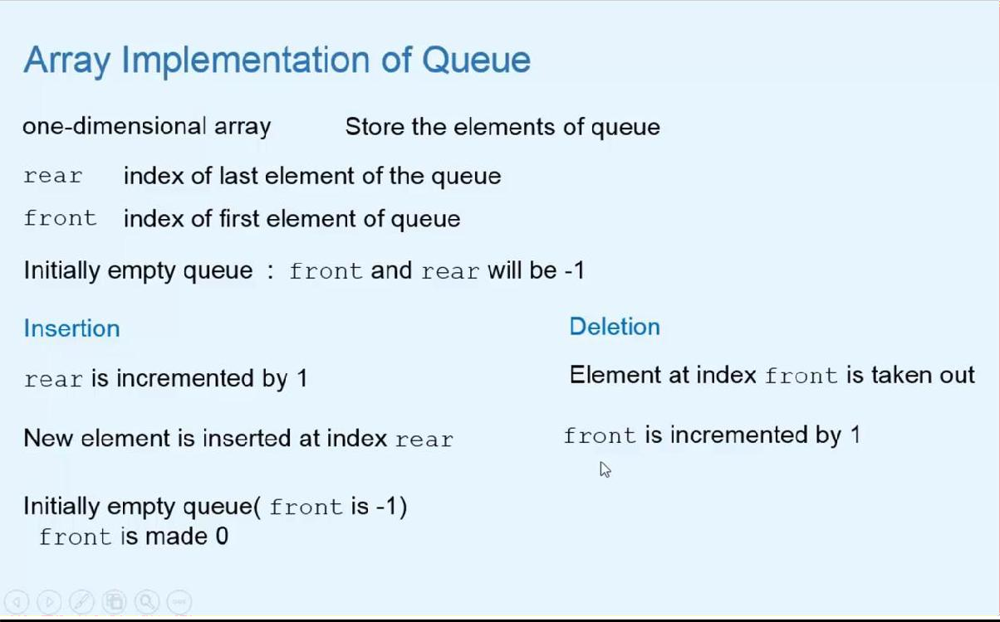 Array Implementation of Queue
one-dimensional array Store the elements of queue
rear index of last element of the queue
front index of first element of queue
Initially empty queue : front and rear will be -1
Insertion
rear is incremented by 1
New element is inserted at index rear
Initially empty queue( front is -1)
front is made 0
Deletion
Element at index front is taken out
front is incremented by 1